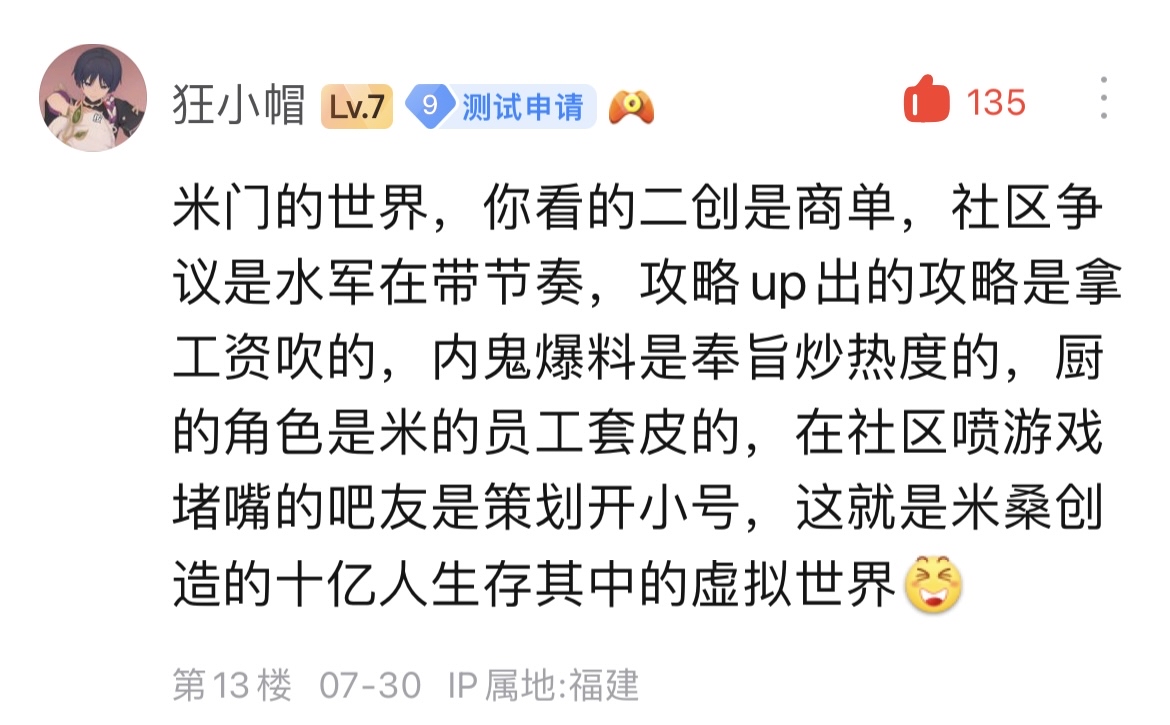 狂小帽 Lv.7 9 测试申请 135
米门的世界，你看的二创是商单，社区争
议是水军在带节奏，攻略up出的攻略是拿
工资吹的，内鬼爆料是奉旨炒热度的，厨
的角色是米的员工套皮的，在社区喷游戏
堵嘴的吧友是策划开小号，这就是米桑创
造的十亿人生存其中的虚拟世界
第13楼 07-30 IP属地:福建